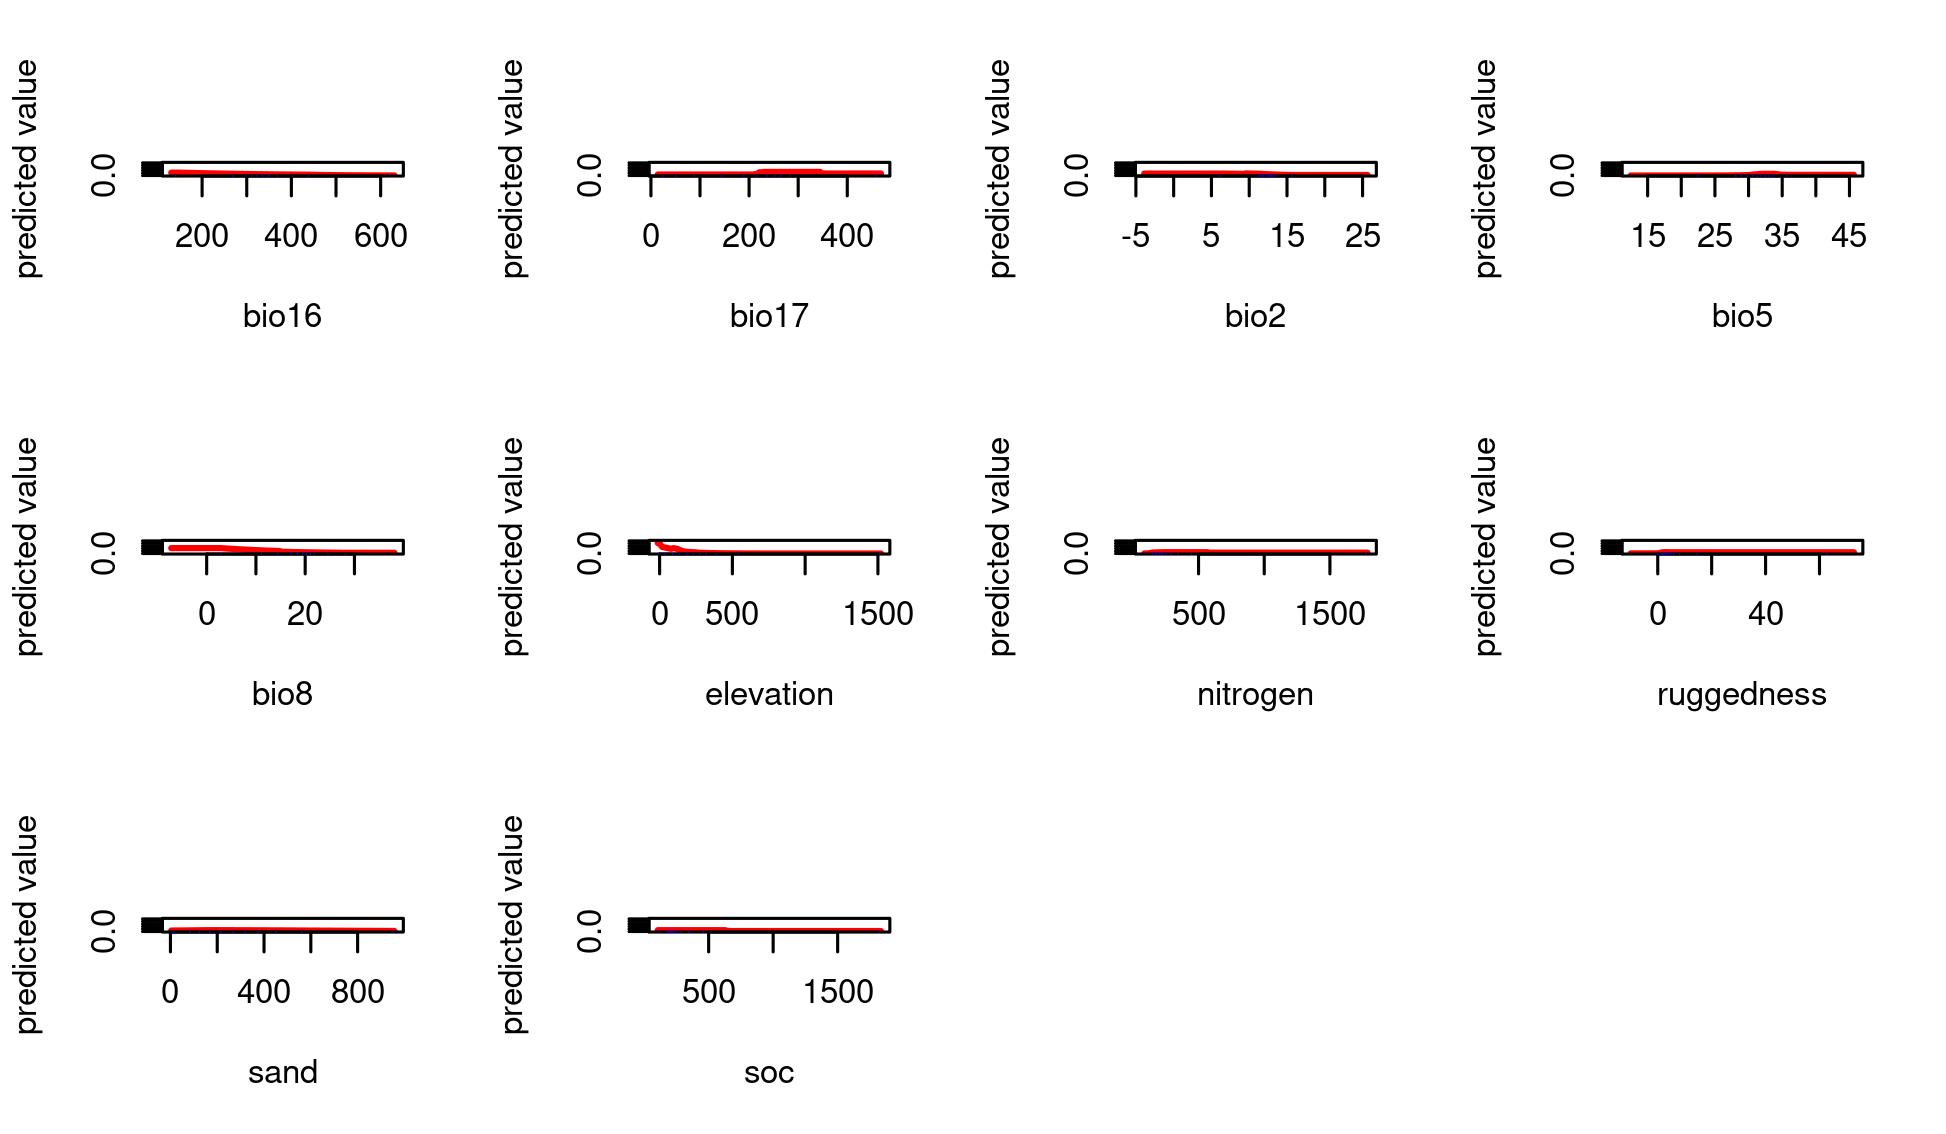 predicted value
0.0
200 400 600
bio16
predicted value
0.0
0 200 400
bio17
predicted value
0.0
-5 5 15 25
bio2
predicted value
0.0
15 25 35 45
bio5
predicted value
0.0
0 20
bio8
predicted value
0.0
0 500 1500
elevation
predicted value
0.0
500 1500
nitrogen
predicted value
0.0
0 40
ruggedness
predicted value
0.0
0 400 800
sand
predicted value
0.0
500 1500
soc